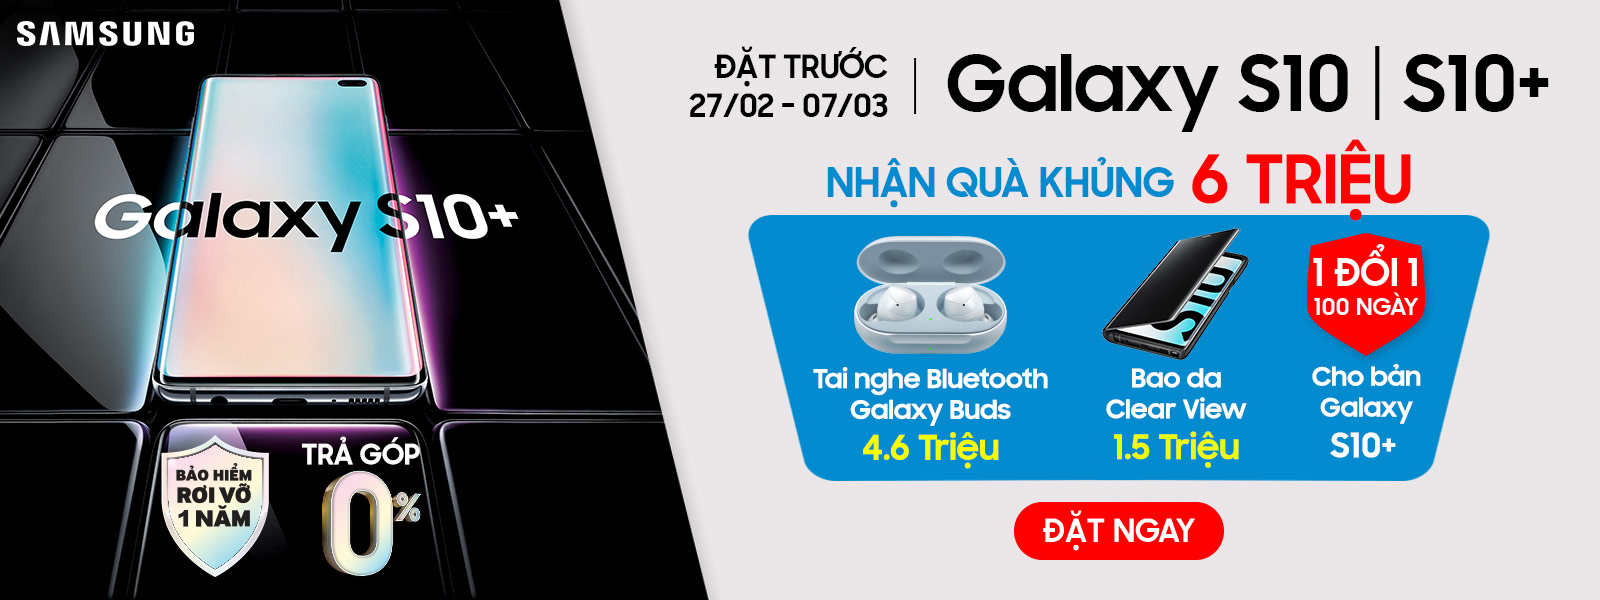 SAMSUNG
Galaxy S10+
BẢO HIỂM
RƠI VỠ
1 NĂM
TRẢ GÓP
0%
ĐẶT TRƯỚC
27/02 - 07/03
Galaxy S10 | S10+
NHẬN QUÀ KHỦNG 6 TRIỆU
Tai nghe Bluetooth
Galaxy Buds
4.6 Triệu
S10
Bao da
Clear View
1.5 Triệu
1 ĐỔI 1
100 NGÀY
Cho bản
Galaxy
S10+
ĐẶT NGAY